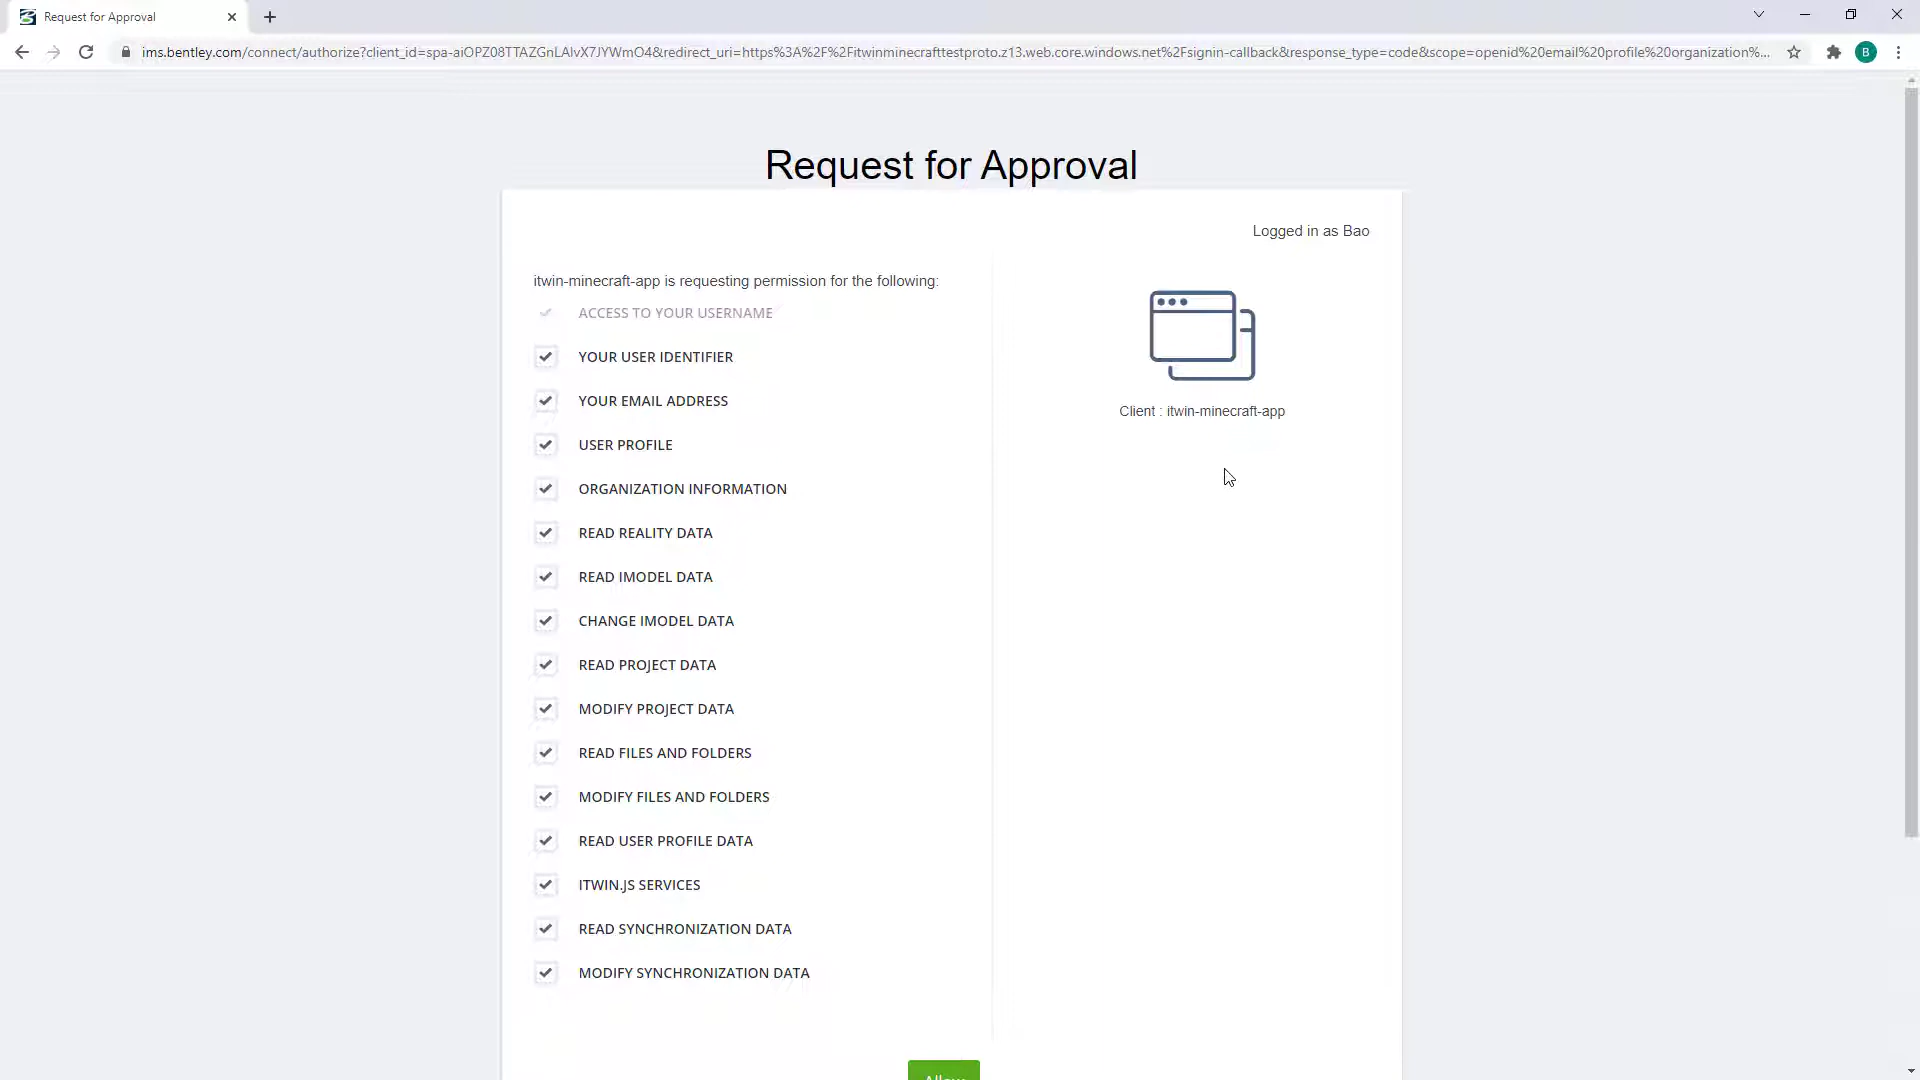 Request for Approval
ims.bentley.com/connect/authorize?client_id=spa-aiOPZ08TTAZGnLAlvX7JYWmO4&redirect_uri=https%3A%2F%2Fitwinminecrafttestproto.z13.web.core.windows.net%2Fsignin-callback&response_type=code&scope=openid%20email%20profile%20organization%...
B
Request for Approval
Logged in as Bao
itwin-minecraft-app is requesting permission for the following:
ACCESS TO YOUR USERNAME
YOUR USER IDENTIFIER
YOUR EMAIL ADDRESS
USER PROFILE
ORGANIZATION INFORMATION
READ REALITY DATA
READ IMODEL DATA
CHANGE IMODEL DATA
READ PROJECT DATA
MODIFY PROJECT DATA
READ FILES AND FOLDERS
MODIFY FILES AND FOLDERS
READ USER PROFILE DATA
ITWIN.JS SERVICES
READ SYNCHRONIZATION DATA
MODIFY SYNCHRONIZATION DATA
Client : itwin-minecraft-app
Allow